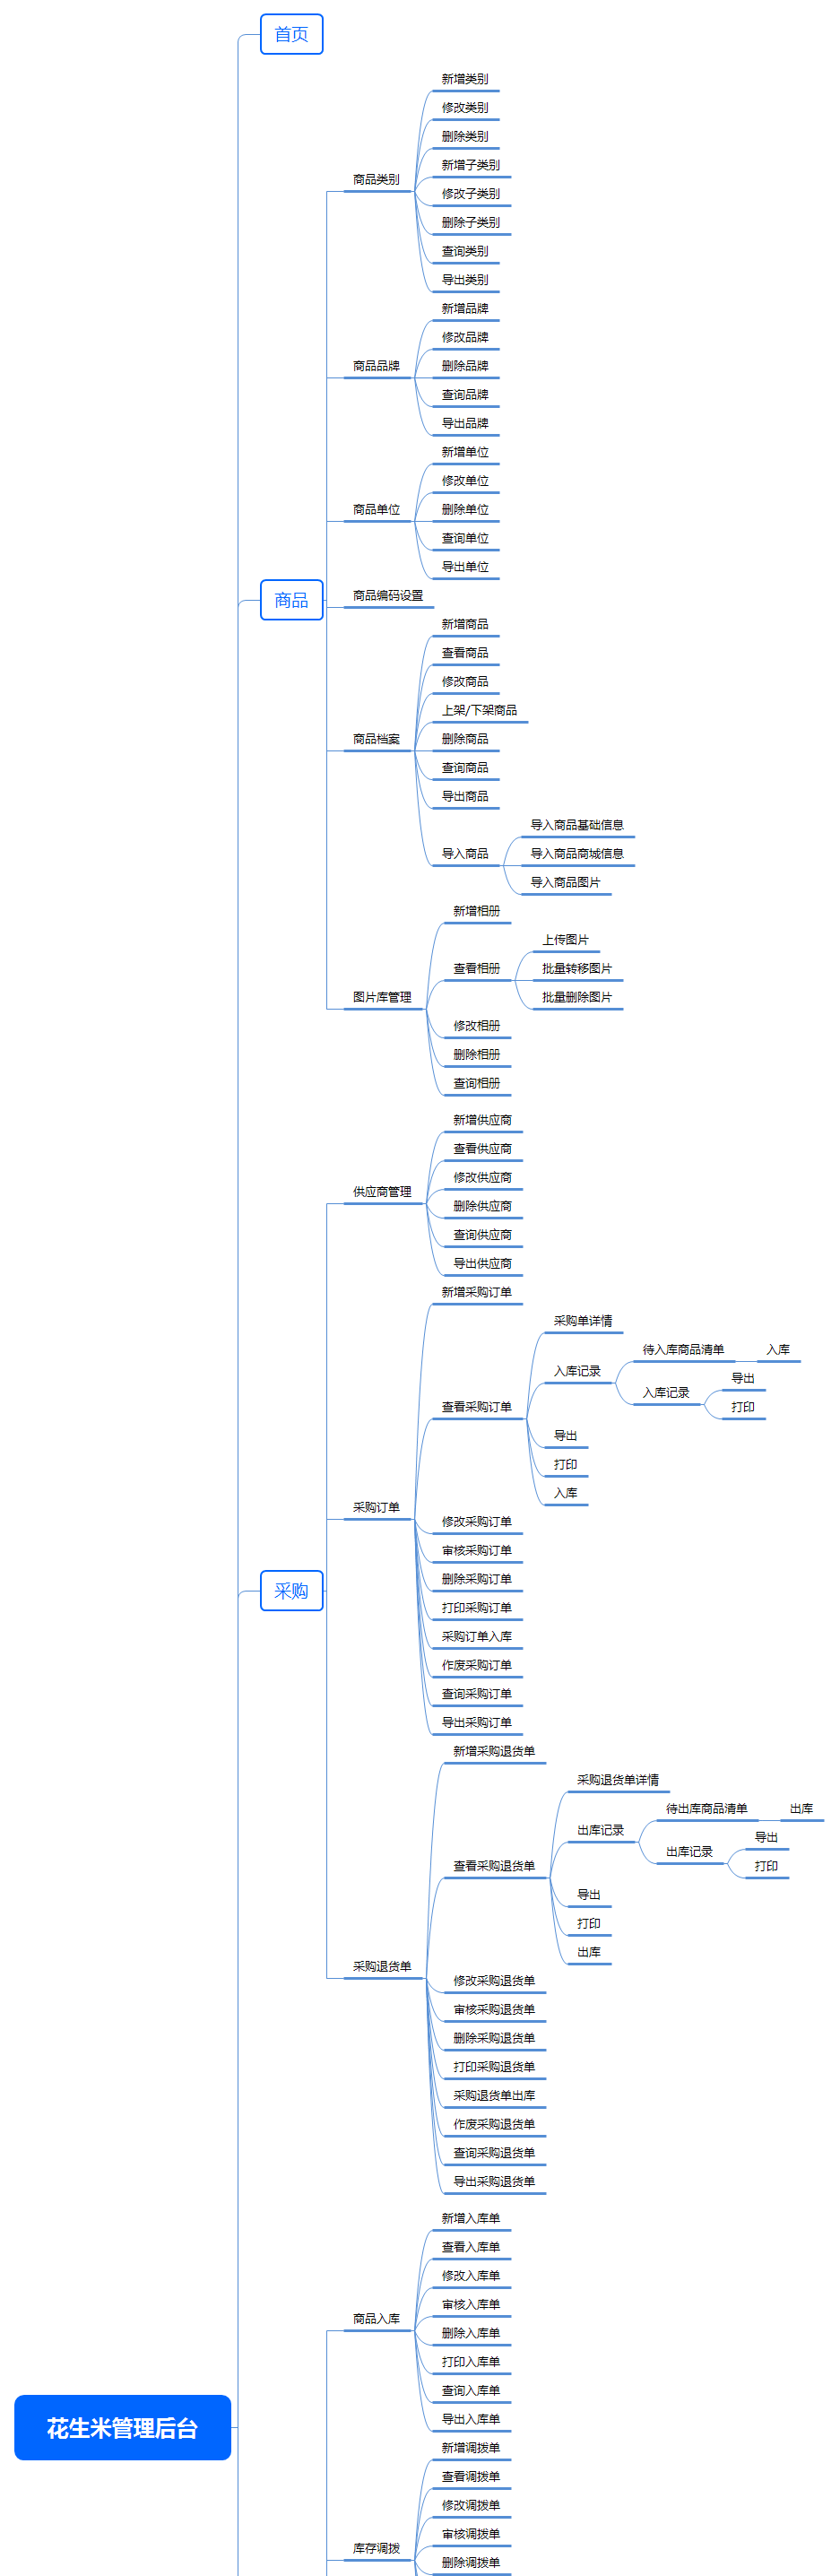 首页
商品
商品类别
新增类别
修改类别
删除类别
新增子类别
修改子类别
删除子类别
查询类别
导出类别
商品品牌
新增品牌
修改品牌
删除品牌
查询品牌
导出品牌
商品单位
新增单位
修改单位
删除单位
查询单位
导出单位
商品编码设置
商品档案
新增商品
查看商品
修改商品
上架/下架商品
删除商品
查询商品
导出商品
导入商品
导入商品基础信息
导入商品商城信息
导入商品图片
图片库管理
新增相册
查看相册
上传图片
批量转移图片
批量删除图片
修改相册
删除相册
查询相册
采购
供应商管理
新增供应商
查看供应商
修改供应商
删除供应商
查询供应商
导出供应商
采购订单
新增采购订单
查看采购订单
采购单详情
入库记录
待入库商品清单
入库
入库记录
导出
打印
导出
打印
入库
修改采购订单
审核采购订单
删除采购订单
打印采购订单
采购订单入库
作废采购订单
查询采购订单
导出采购订单
采购退货单
新增采购退货单
查看采购退货单
采购退货单详情
出库记录
待出库商品清单
出库
出库记录
导出
打印
导出
打印
出库
修改采购退货单
审核采购退货单
删除采购退货单
打印采购退货单
采购退货单出库
作废采购退货单
查询采购退货单
导出采购退货单
商品入库
新增入库单
查看入库单
修改入库单
审核入库单
删除入库单
打印入库单
查询入库单
导出入库单
花生米管理后台
库存调拨
新增调拨单
查看调拨单
修改调拨单
审核调拨单
删除调拨单